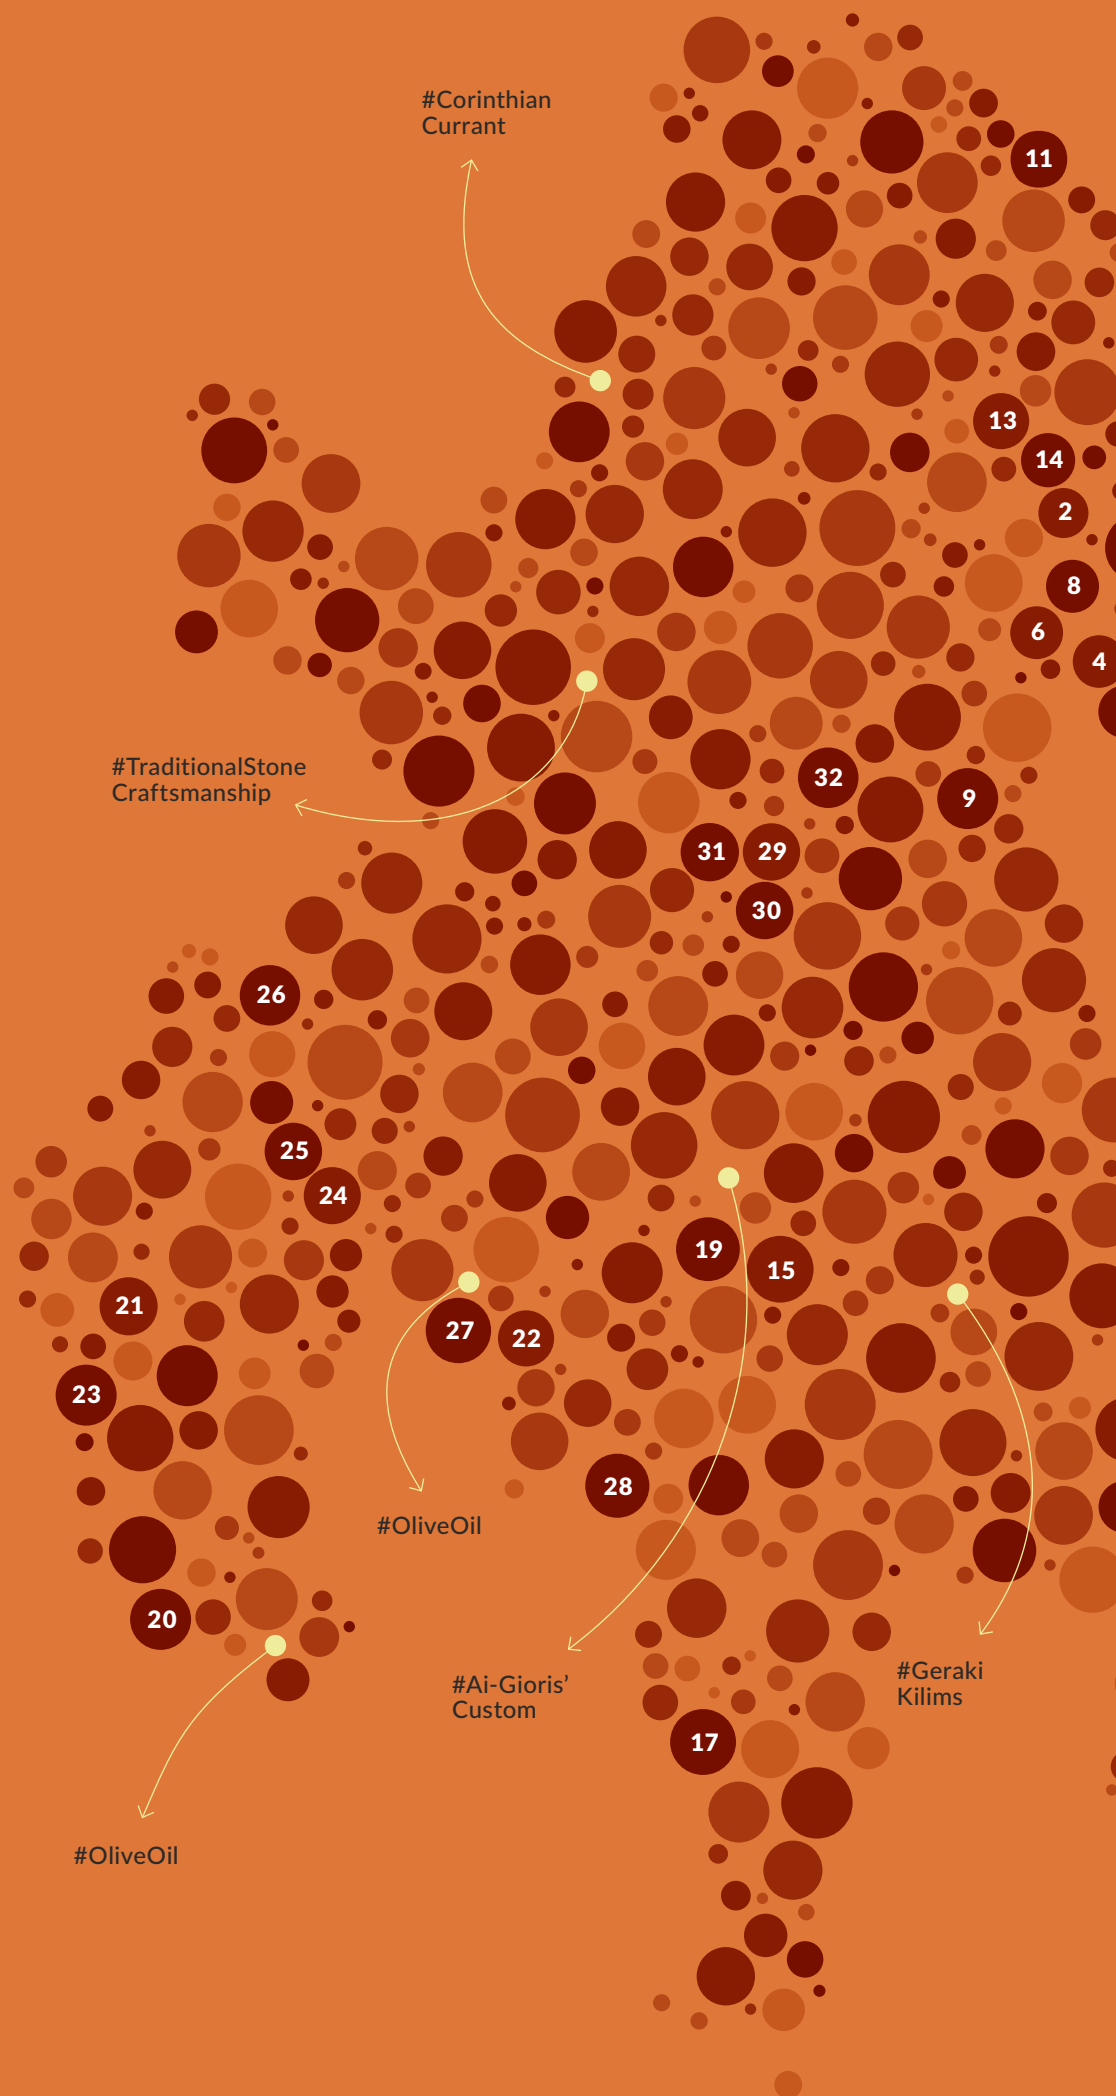 #Corinthian
Currant
11
13
14
2
8
6
4
#TraditionalStone
Craftsmanship
32
9
31
29
30
26
25
24
19
15
21
27
22
23
28
#OliveOil
20
#Ai-Gioris’
Custom
#Geraki
Kilims
17
#OliveOil